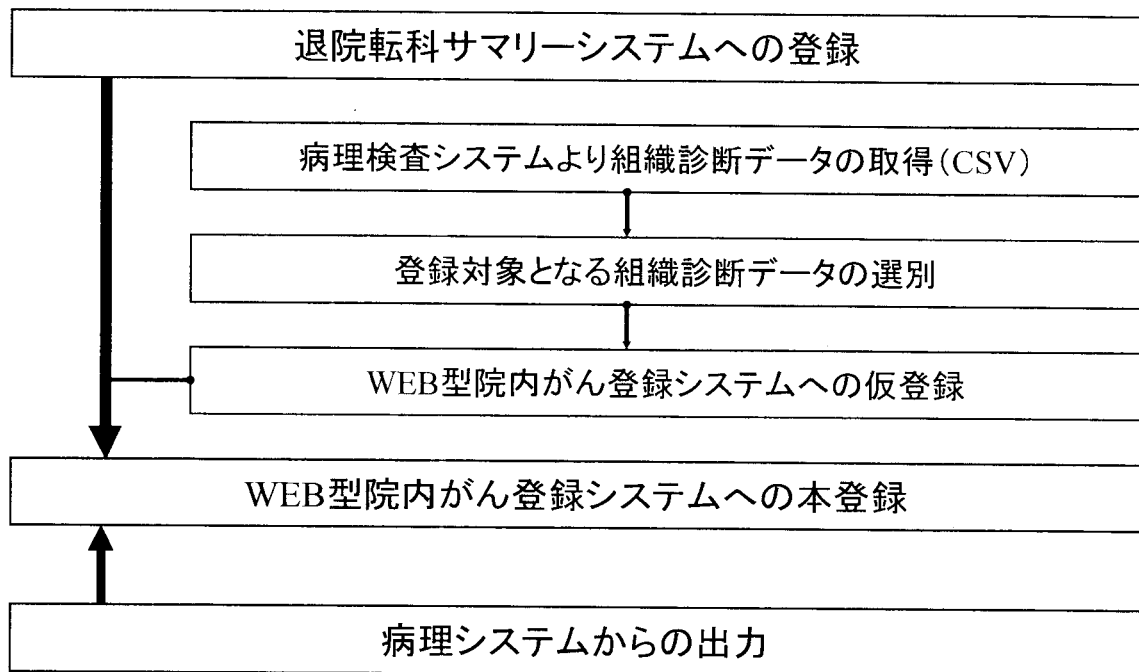 退院転科サマリーシステムへの登録
病理検査システムより組織診断データの取得（CSV）
登録対象となる組織診断データの選別
WEB型院内がん登録システムへの仮登録
WEB型院内がん登録システムへの本登録
病理システムからの出力